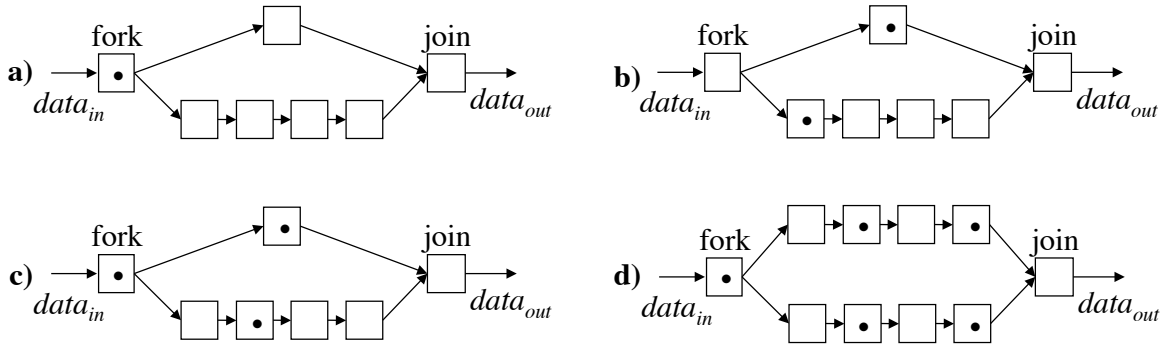 a)
fork
join
data_in
data_out
b)
fork
join
data_in
data_out
c)
fork
join
data_in
data_out
d)
fork
join
data_in
data_out